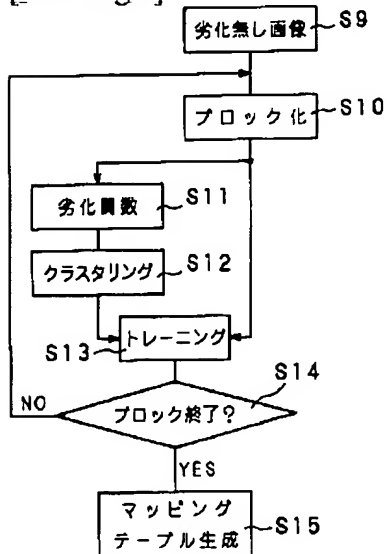 劣化無し画像
S9
ブロック化
S10
劣化関数
S11
クラスタリング
S12
トレーニング
S13
ブロック終了?
S14
NO
YES
マッピング
テーブル生成
S15